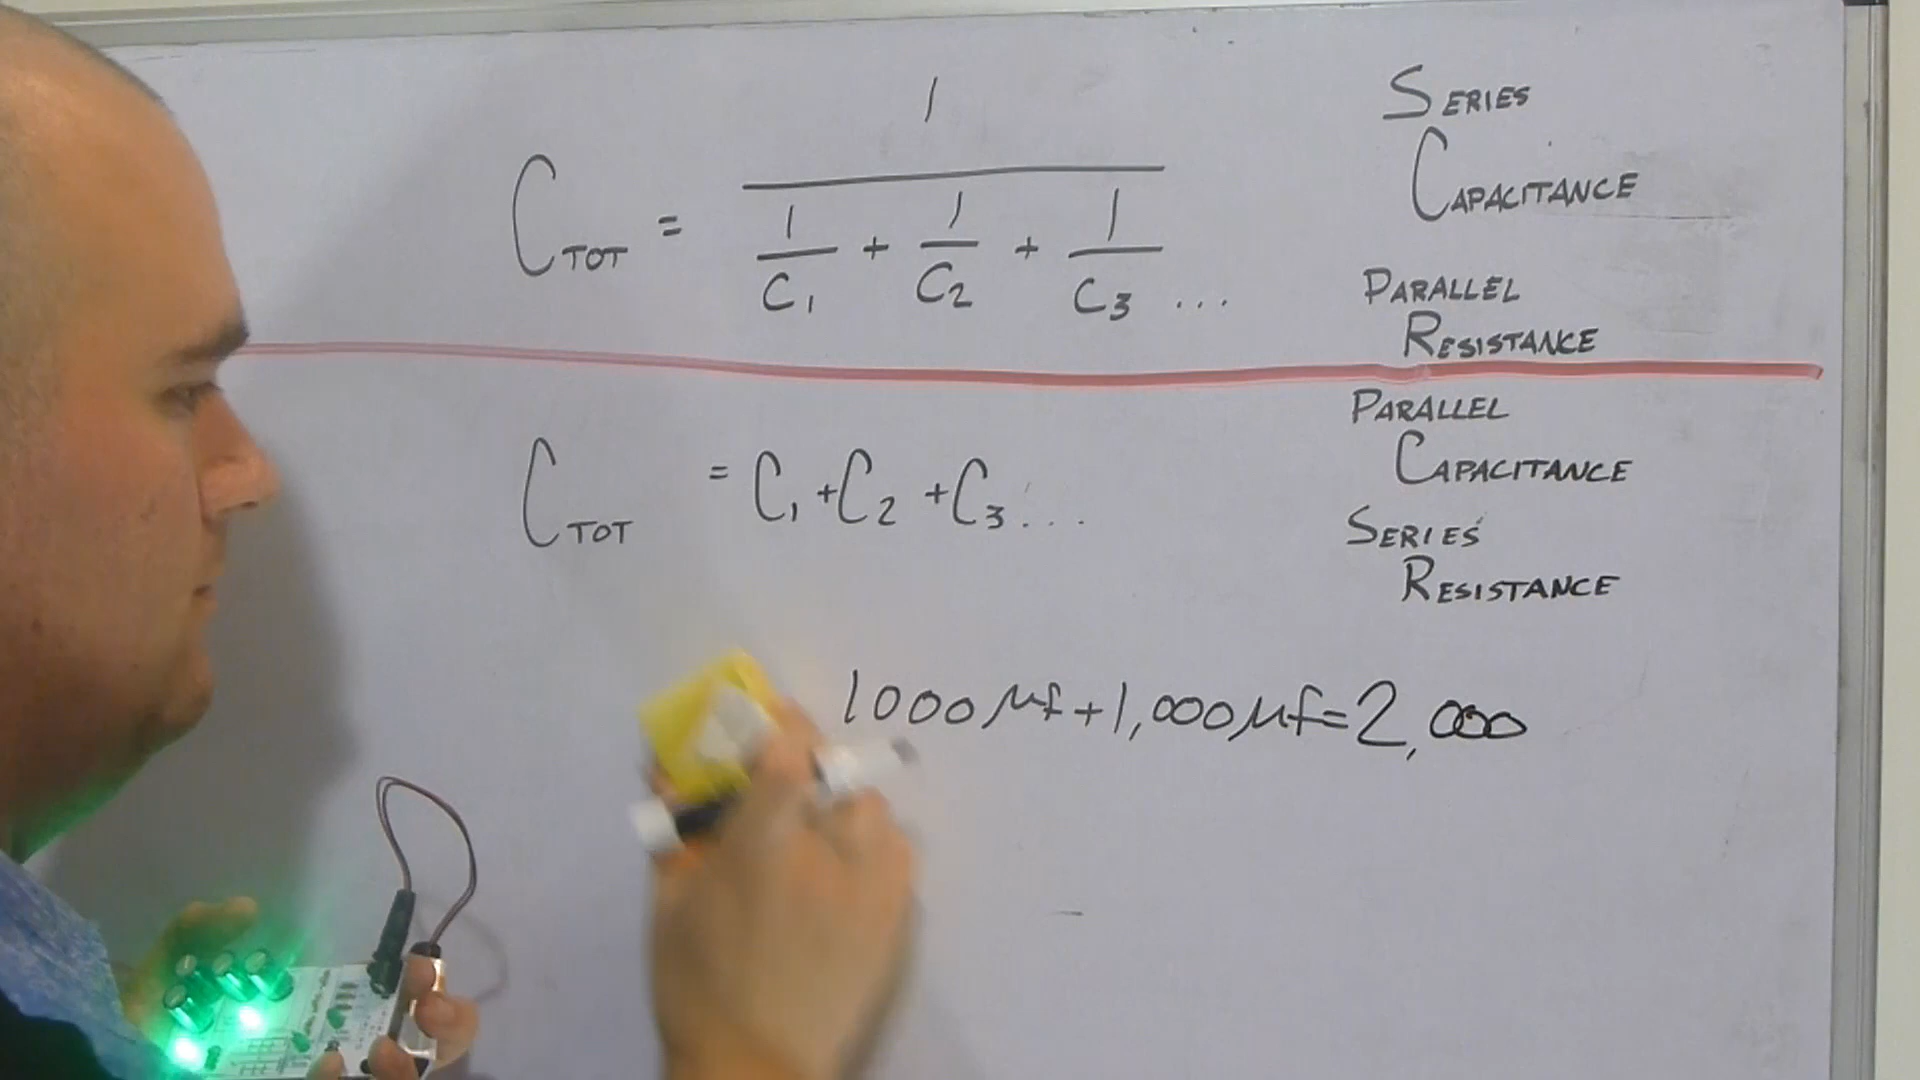 1
C TOT = 1/C1 + 1/C2 + 1/C3 ...
SERIES
CAPACITANCE
PARALLEL
RESISTANCE
C TOT = C1 + C2 + C3 ...
PARALLEL
CAPACITANCE
SERIES
RESISTANCE
1000 µf + 1,000 µf = 2,000